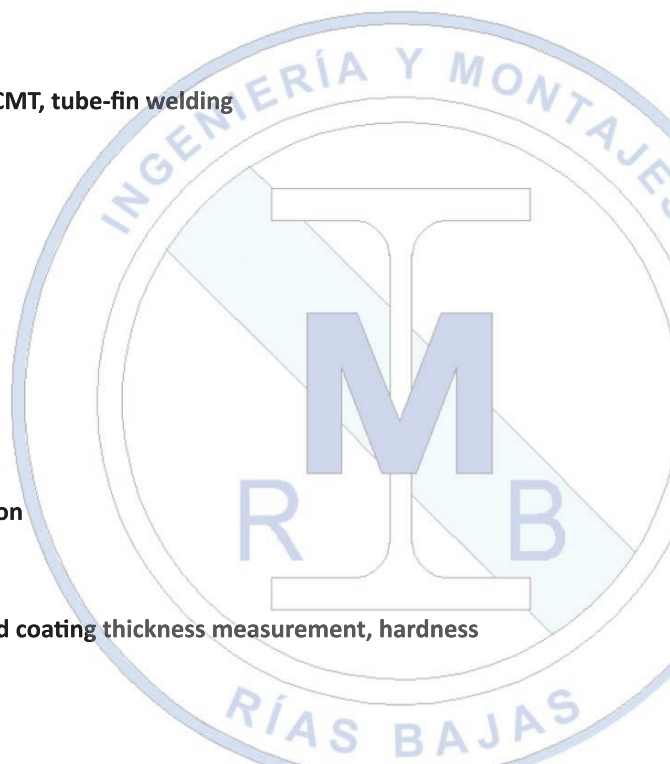 INGENIERÍA Y MONTAJES
CMT, tube-fin welding
M
R B
on
d coating thickness measurement, hardness
RÍAS BAJAS